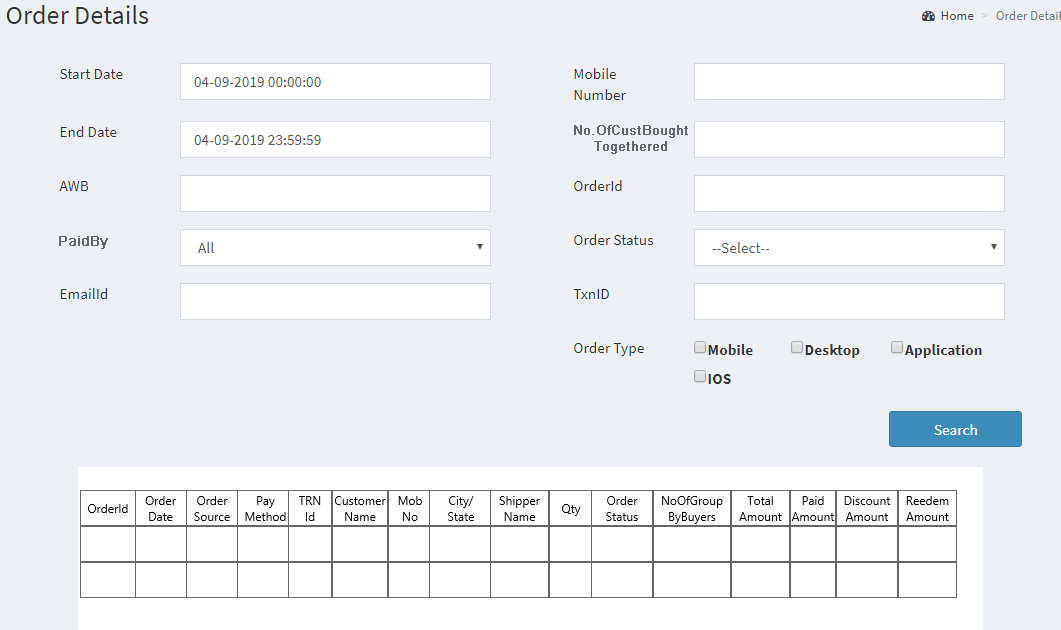 Order Details
Home > Order Detail
Start Date
04-09-2019 00:00:00
Mobile
Number
End Date
04-09-2019 23:59:59
No.OfCustBought
Togethered
AWB
OrderId
PaidBy
All
Order Status
--Select--
EmailId
TxnID
Order Type
Mobile
Desktop
Application
IOS
Search
OrderId
Order
Date
Order
Source
Pay
Method
TRN
Id
Customer
Name
Mob
No
City/
State
Shipper
Name
Qty
Order
Status
NoOfGroup
ByBuyers
Total
Amount
Paid
Amount
Discount
Amount
Reedem
Amount